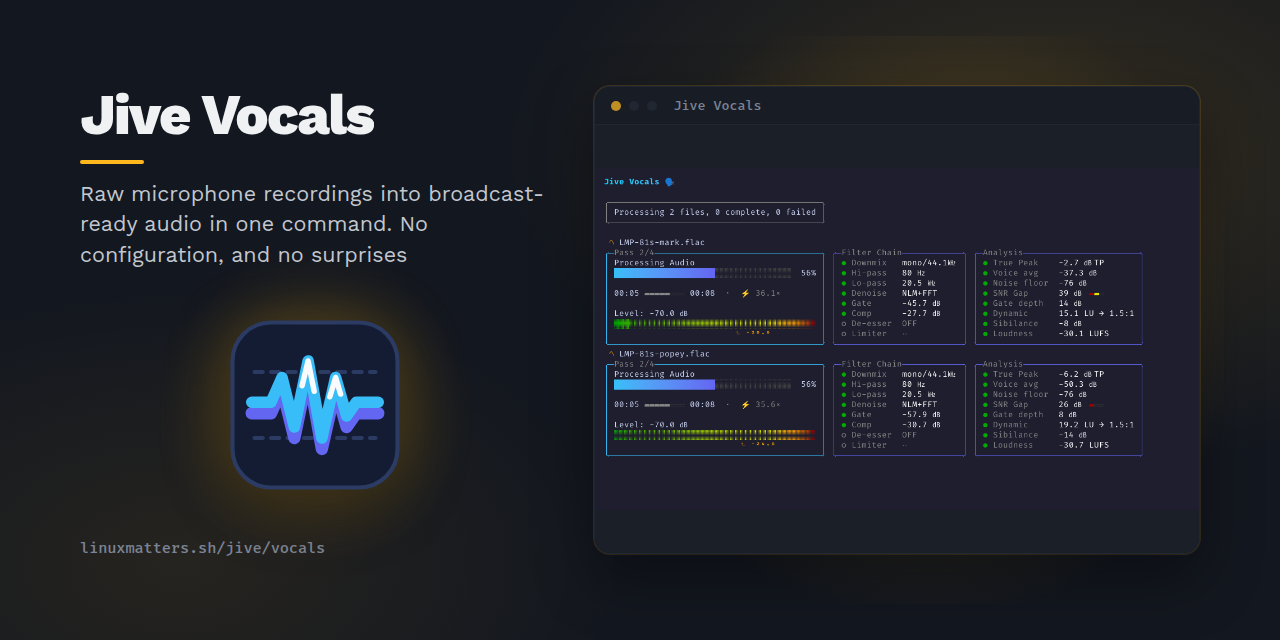 Jive Vocals
Raw microphone recordings into broadcast-
ready audio in one command. No
configuration, and no surprises
linuxmatters.sh/jive/vocals
Jive Vocals
Jive Vocals
Processing 2 files, 0 complete, 0 failed
LMP-81s-mark.flac
Pass 2/4
Processing Audio
56%
00:05 00:08 · ⚡ 36.1×
Level: -70.0 dB
Filter Chain
● Downmix mono/44.1kHz
● Hi-pass 80 Hz
● Lo-pass 20.5 kHz
● Denoise NLM+FFT
● Gate -45.7 dB
● Comp -27.7 dB
○ De-esser OFF
○ Limiter --
Analysis
● True Peak -2.7 dBTP
● Voice avg -37.3 dB
● Noise floor -76 dB
● SNR Gap 39 dB
● Gate depth 14 dB
● Dynamic 15.1 LU → 1.5:1
● Sibilance -8 dB
● Loudness -30.1 LUFS
LMP-81s-popey.flac
Pass 2/4
Processing Audio
56%
00:05 00:08 · ⚡ 35.6×
Level: -70.0 dB
Filter Chain
● Downmix mono/44.1kHz
● Hi-pass 80 Hz
● Lo-pass 20.5 kHz
● Denoise NLM+FFT
● Gate -57.9 dB
● Comp -30.7 dB
○ De-esser OFF
○ Limiter --
Analysis
● True Peak -6.2 dBTP
● Voice avg -50.3 dB
● Noise floor -76 dB
● SNR Gap 26 dB
● Gate depth 8 dB
● Dynamic 19.2 LU → 1.5:1
● Sibilance -14 dB
● Loudness -30.7 LUFS